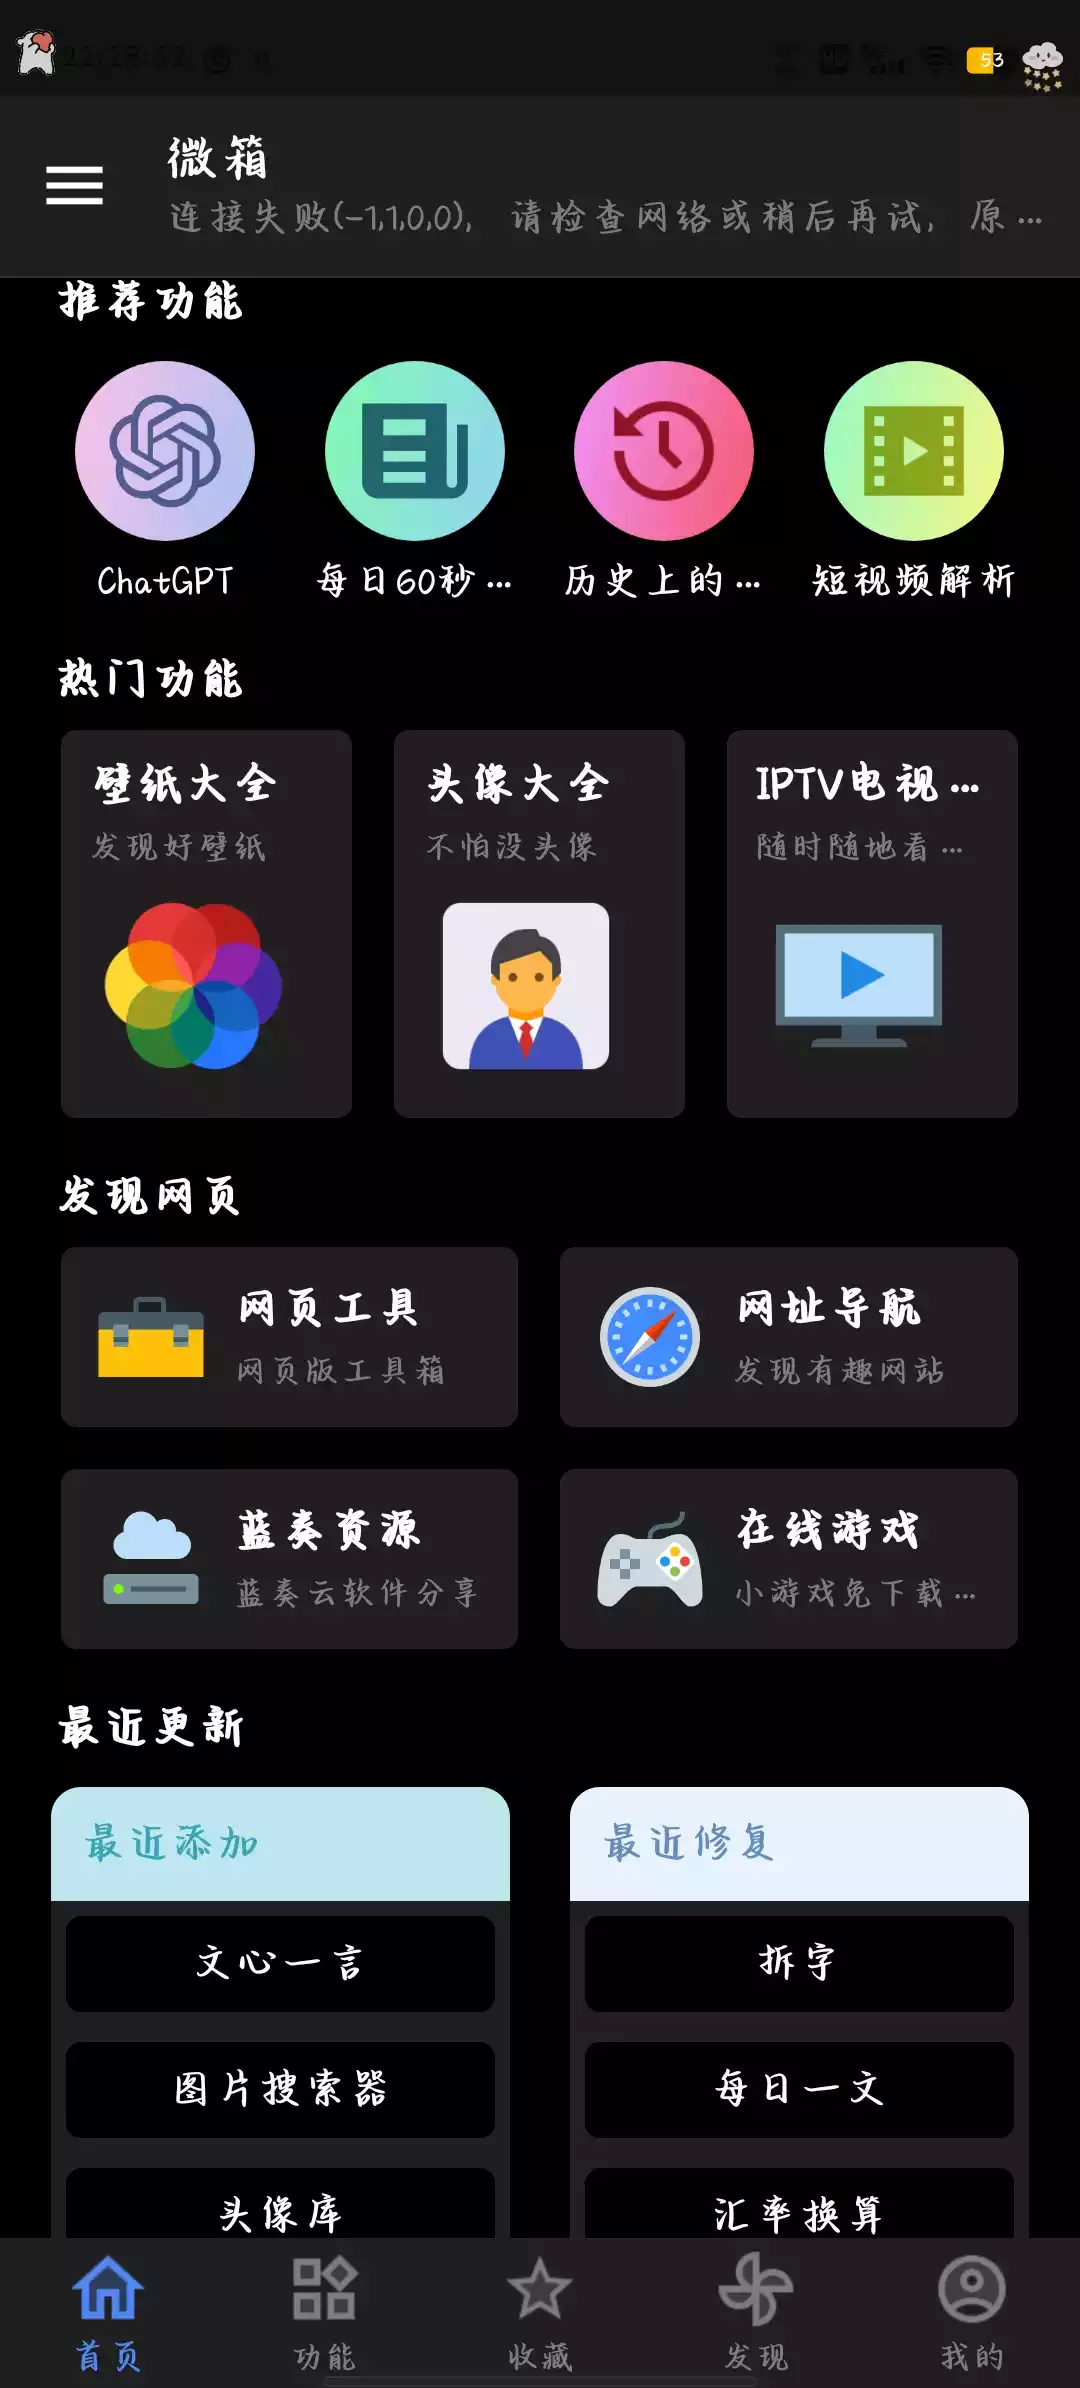 53
微箱
连接失败(-1,1,0,0), 请检查网络或稍后再试, 原…
推荐功能
ChatGPT
每日60秒…
历史上的…
短视频解析
热门功能
壁纸大全
发现好壁纸
头像大全
不怕没头像
IPTV电视…
随时随地看…
发现网页
网页工具
网页版工具箱
网址导航
发现有趣网站
蓝奏资源
蓝奏云软件分享
在线游戏
小游戏免下载…
最近更新
最近添加
文心一言
图片搜索器
头像库
最近修复
拆字
每日一文
汇率换算
首页
功能
收藏
发现
我的